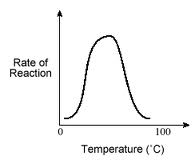 Rate of
Reaction
0
100
Temperature (˚C)